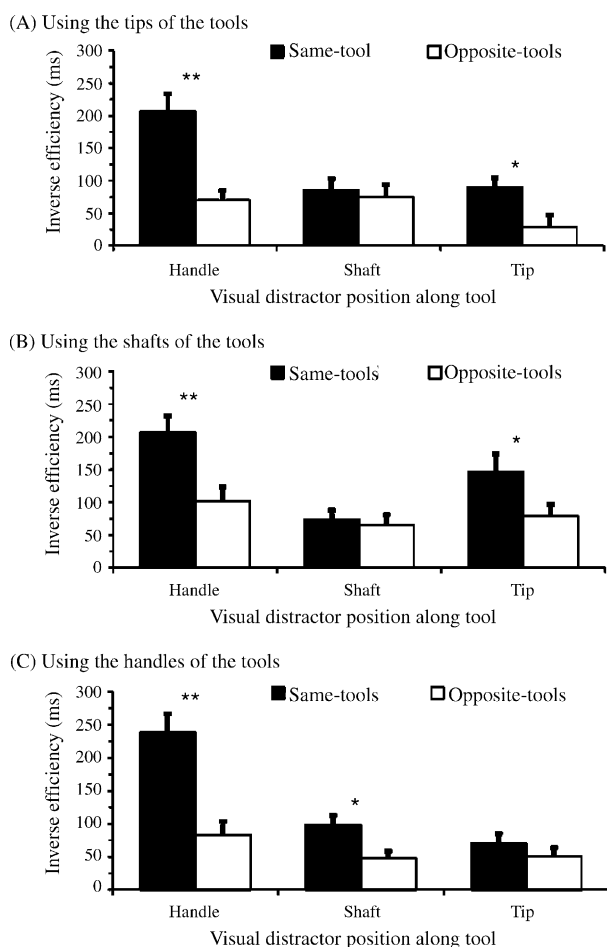 (A) Using the tips of the tools
Same-tool Opposite-tools
**
*
Inverse efficiency (ms)
300
250
200
150
100
50
0
Handle Shaft Tip
Visual distractor position along tool
(B) Using the shafts of the tools
Same-tools Opposite-tools
**
*
Inverse efficiency (ms)
300
250
200
150
100
50
0
Handle Shaft Tip
Visual distractor position along tool
(C) Using the handles of the tools
Same-tools Opposite-tools
**
*
Inverse efficiency (ms)
300
250
200
150
100
50
0
Handle Shaft Tip
Visual distractor position along tool